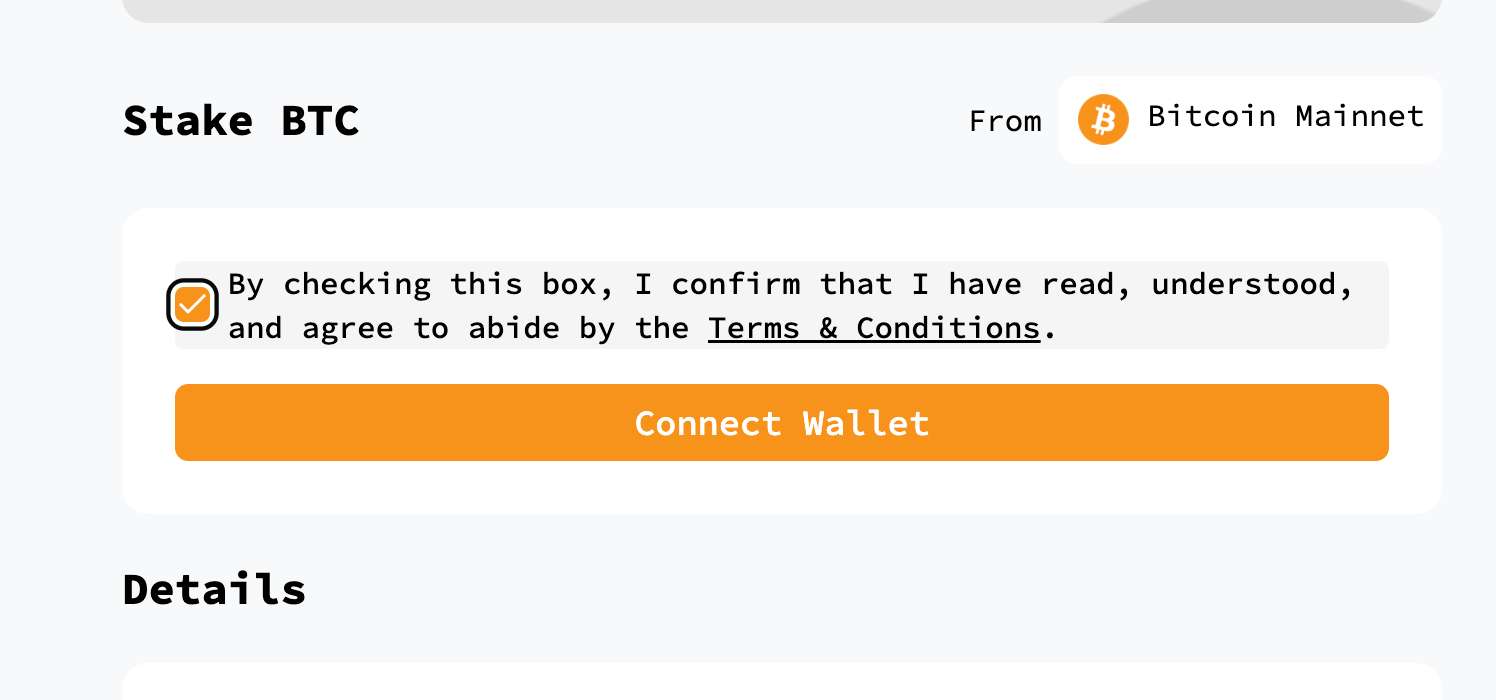 Stake BTC
From
Bitcoin Mainnet
By checking this box, I confirm that I have read, understood,
and agree to abide by the Terms & Conditions.
Connect Wallet
Details